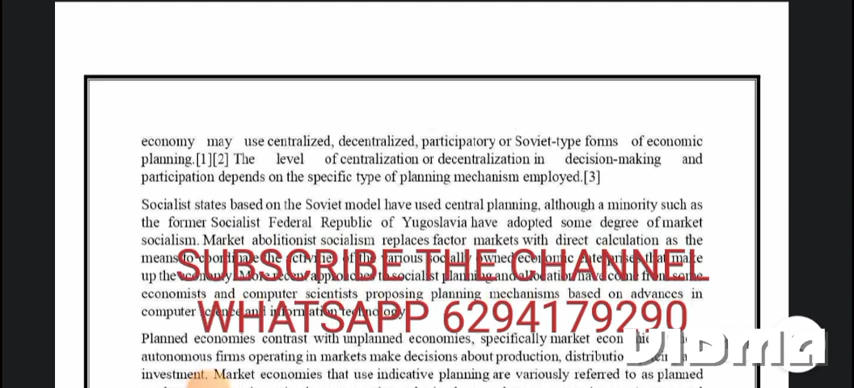 economy may use centralized, decentralized, participatory or Soviet-type forms of economic
planning.[1][2] The level of centralization or decentralization in decision-making and
participation depends on the specific type of planning mechanism employed.[3]
Socialist states based on the Soviet model have used central planning, although a minority such as
the former Socialist Federal Republic of Yugoslavia have adopted some degree of market
socialism. Market abolitionist socialism replaces factor markets with direct calculation as the
means to coordinate the activities of the various socially owned economic enterprises that make
up the economy. More recent approaches to socialist planning and allocation have come from some
SUBSCRIBE THE CHANNEL
economists and computer scientists proposing planning mechanisms based on advances in
computer science and information technology.
WHATSAPP 6294179290
Planned economies contrast with unplanned economies, specifically market
autonomous firms operating in markets make decisions about production,
DIDMa
investment. Market economies that use indicative planning are variously referred to as planned